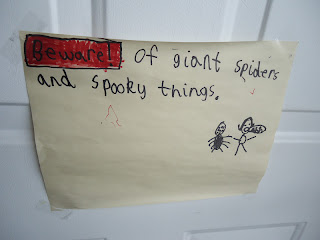 Beware! Of giant spiders
and spooky things.